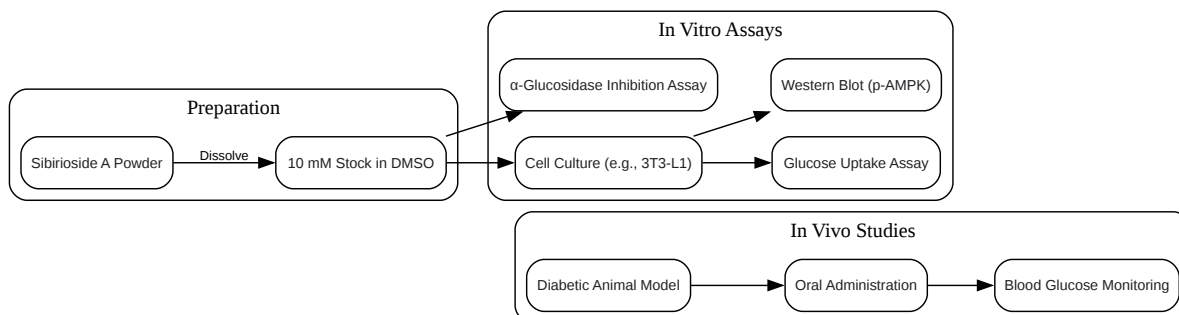 In Vitro Assays
α-Glucosidase Inhibition Assay
Western Blot (p-AMPK)
Preparation
Sibirioside A Powder
Dissolve
10 mM Stock in DMSO
Cell Culture (e.g., 3T3-L1)
Glucose Uptake Assay
In Vivo Studies
Diabetic Animal Model
Oral Administration
Blood Glucose Monitoring